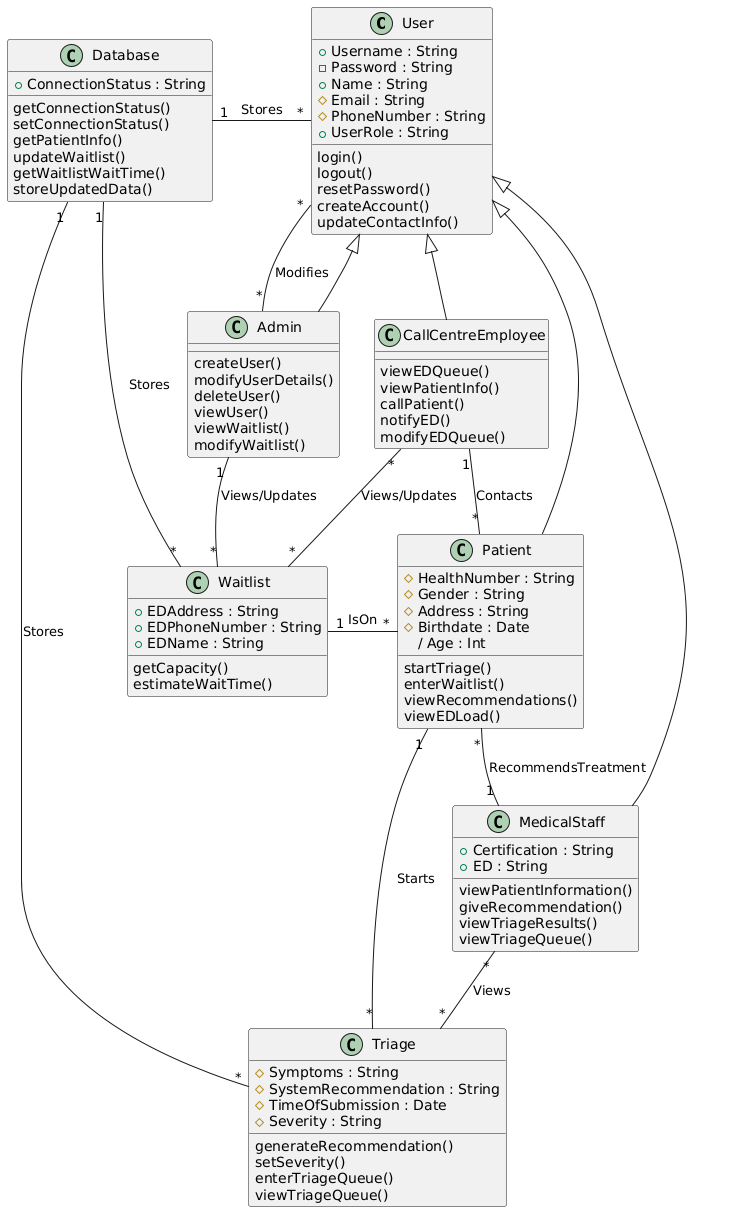 C User
+ Username : String
- Password : String
+ Name : String
# Email : String
# PhoneNumber : String
+ UserRole : String
login()
logout()
resetPassword()
createAccount()
updateContactInfo()
C Database
ConnectionStatus : String
getConnectionStatus()
setConnectionStatus()
getPatientInfo()
updateWaitlist()
getWaitlistWaitTime()
storeUpdatedData()
1 Stores *
* Modifies *
C Admin
createUser()
modifyUserDetails()
deleteUser()
viewUser()
viewWaitlist()
modifyWaitlist()
C CallCentreEmployee
viewEDQueue()
viewPatientInfo()
callPatient()
notifyED()
modifyEDQueue()
1 Stores *
1 Views/Updates *
* Views/Updates *
1 Contacts *
C Waitlist
EDAddress : String
EDPhoneNumber : String
EDName : String
getCapacity()
estimateWaitTime()
1 IsOn *
C Patient
HealthNumber : String
Gender : String
Address : String
Birthdate : Date
/ Age : Int
startTriage()
enterWaitlist()
viewRecommendations()
viewEDLoad()
1 Stores *
* RecommendsTreatment 1
C MedicalStaff
Certification : String
ED : String
viewPatientInformation()
giveRecommendation()
viewTriageResults()
viewTriageQueue()
1 Starts *
* Views *
C Triage
Symptoms : String
SystemRecommendation : String
TimeOfSubmission : Date
Severity : String
generateRecommendation()
setSeverity()
enterTriageQueue()
viewTriageQueue()